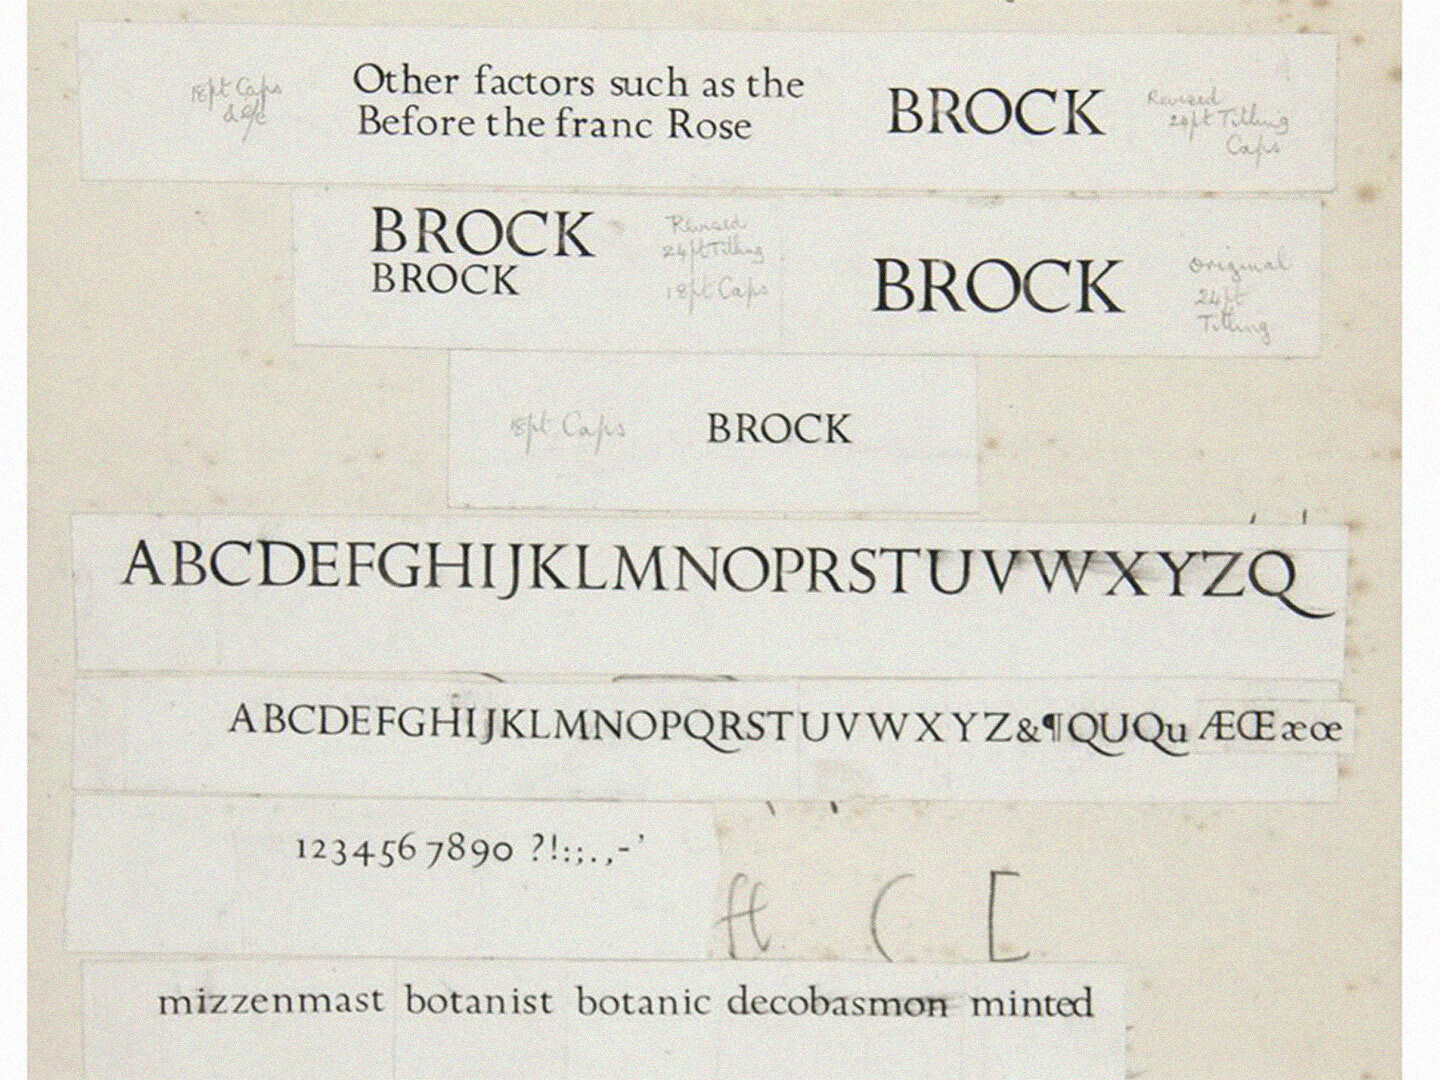 18pt Caps
& l/c
Other factors such as the
Before the franc Rose
BROCK
Revised
24pt Titling
Caps
BROCK
BROCK
Revised
24pt Titling
18pt Caps
BROCK
Original
24pt
Titling
18pt Caps
BROCK
ABCDEFGHIJKLMNOPRSTUVWXYZQ
ABCDEFGHIJKLMNOPQRSTUVWXYZ&¶QUQu ÆŒæœ
1234567890 ?!:;.,-’
ft ( [
mizzenmast botanist botanic decobasmon minted